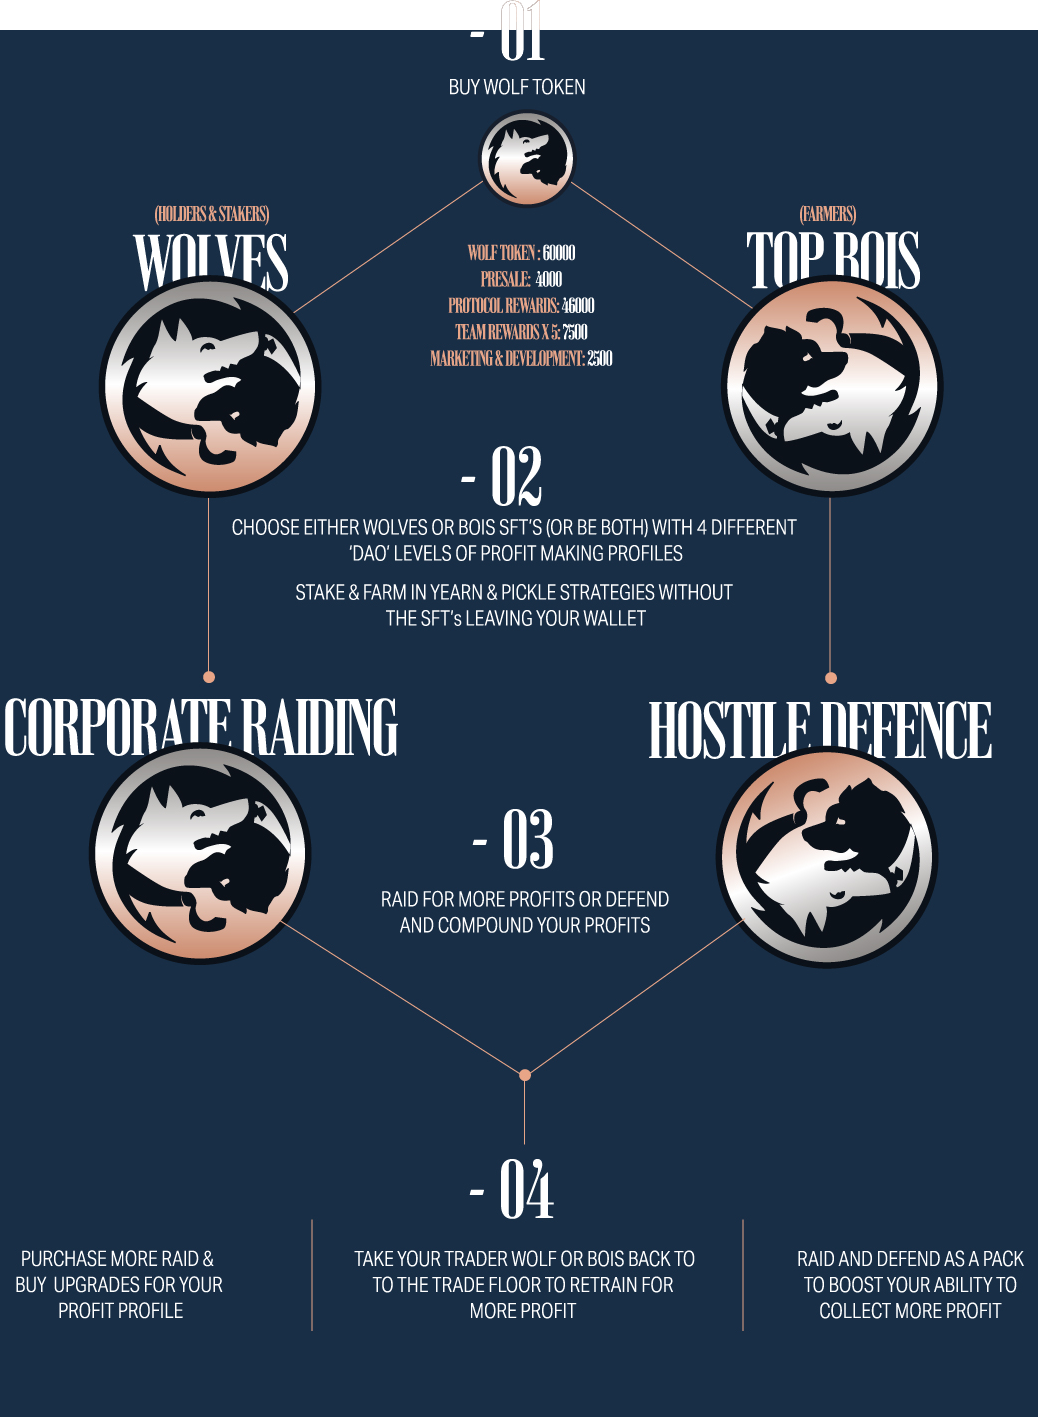 - 01
BUY WOLF TOKEN
(HOLDERS & STAKERS)
WOLVES
(FARMERS)
TOP BOIS
WOLF TOKEN : 60000
PRESALE: 4000
PROTOCOL REWARDS: 46000
TEAM REWARDS X 5: 7500
MARKETING & DEVELOPMENT: 2500
- 02
CHOOSE EITHER WOLVES OR BOIS SFT'S (OR BE BOTH) WITH 4 DIFFERENT
'DAO' LEVELS OF PROFIT MAKING PROFILES
STAKE & FARM IN YEARN & PICKLE STRATEGIES WITHOUT
THE SFT's LEAVING YOUR WALLET
CORPORATE RAIDING
HOSTILE DEFENCE
- 03
RAID FOR MORE PROFITS OR DEFEND
AND COMPOUND YOUR PROFITS
- 04
PURCHASE MORE RAID &
BUY UPGRADES FOR YOUR
PROFIT PROFILE
TAKE YOUR TRADER WOLF OR BOIS BACK TO
TO THE TRADE FLOOR TO RETRAIN FOR
MORE PROFIT
RAID AND DEFEND AS A PACK
TO BOOST YOUR ABILITY TO
COLLECT MORE PROFIT